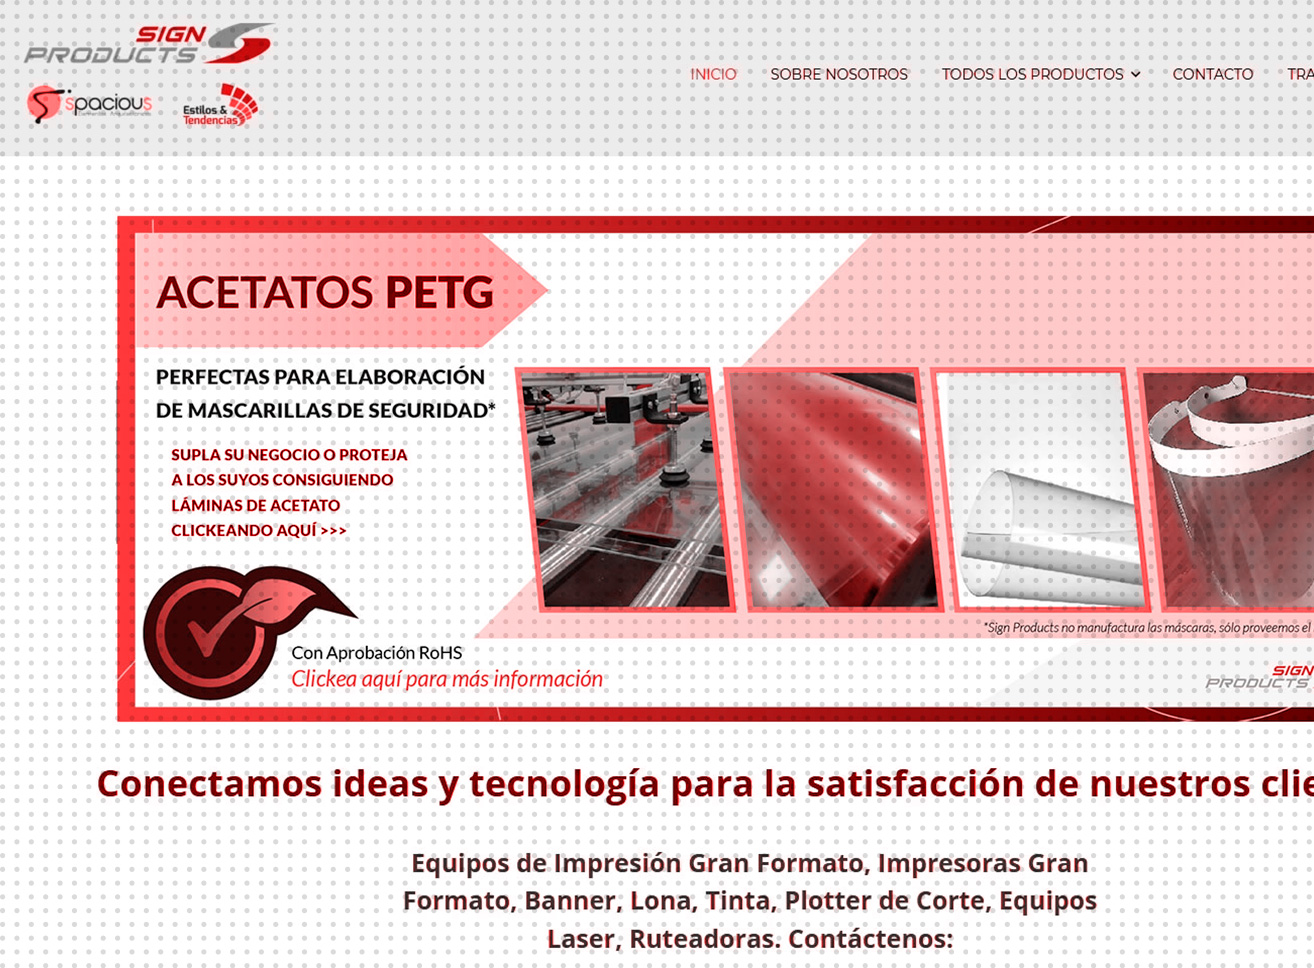 SIGN
PRODUCTS
spacious
Estilos &
Tendencias
INICIO
SOBRE NOSOTROS
TODOS LOS PRODUCTOS
CONTACTO
TRA
ACETATOS PETG
PERFECTAS PARA ELABORACIÓN
DE MASCARILLAS DE SEGURIDAD*
SUPLA SU NEGOCIO O PROTEJA
A LOS SUYOS CONSIGUIENDO
LÁMINAS DE ACETATO
CLICKEANDO AQUÍ >>>
Con Aprobación RoHS
Clickea aquí para más información
*Sign Products no manufactura las máscaras, sólo proveemos el
SIGN
PRODUCTS
Conectamos ideas y tecnología para la satisfacción de nuestros clie
Equipos de Impresión Gran Formato, Impresoras Gran
Formato, Banner, Lona, Tinta, Plotter de Corte, Equipos
Laser, Ruteadoras. Contáctenos: